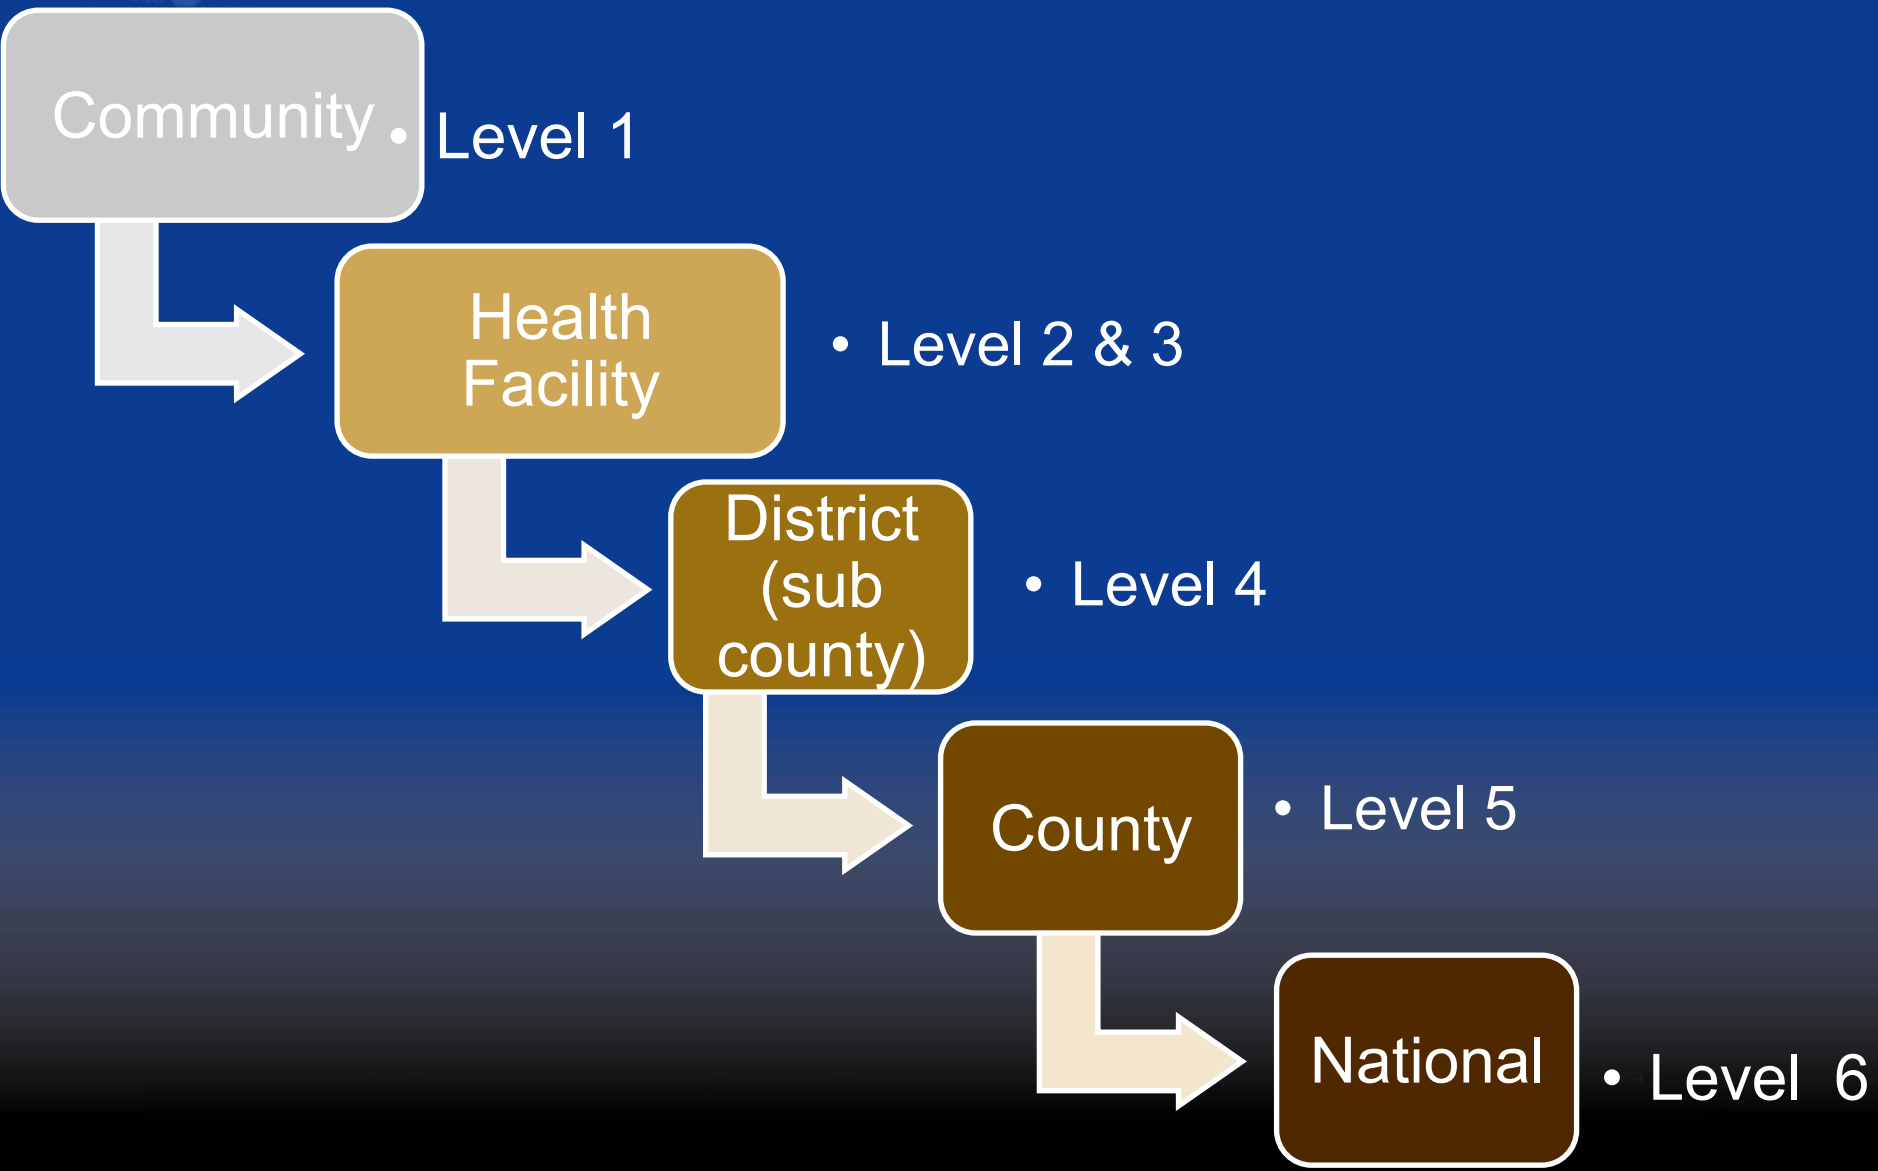 Community
• Level 1
Health
Facility
• Level 2 & 3
District
(sub
county)
• Level 4
County
• Level 5
National
• Level 6